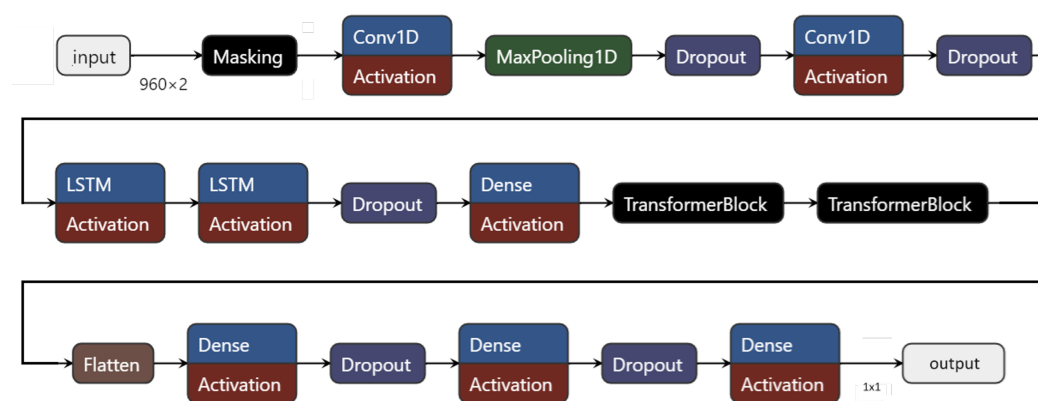 input
960×2
Masking
Conv1D
Activation
MaxPooling1D
Dropout
Conv1D
Activation
Dropout
LSTM
Activation
LSTM
Activation
Dropout
Dense
Activation
TransformerBlock
TransformerBlock
Flatten
Dense
Activation
Dropout
Dense
Activation
Dropout
Dense
Activation
1x1
output